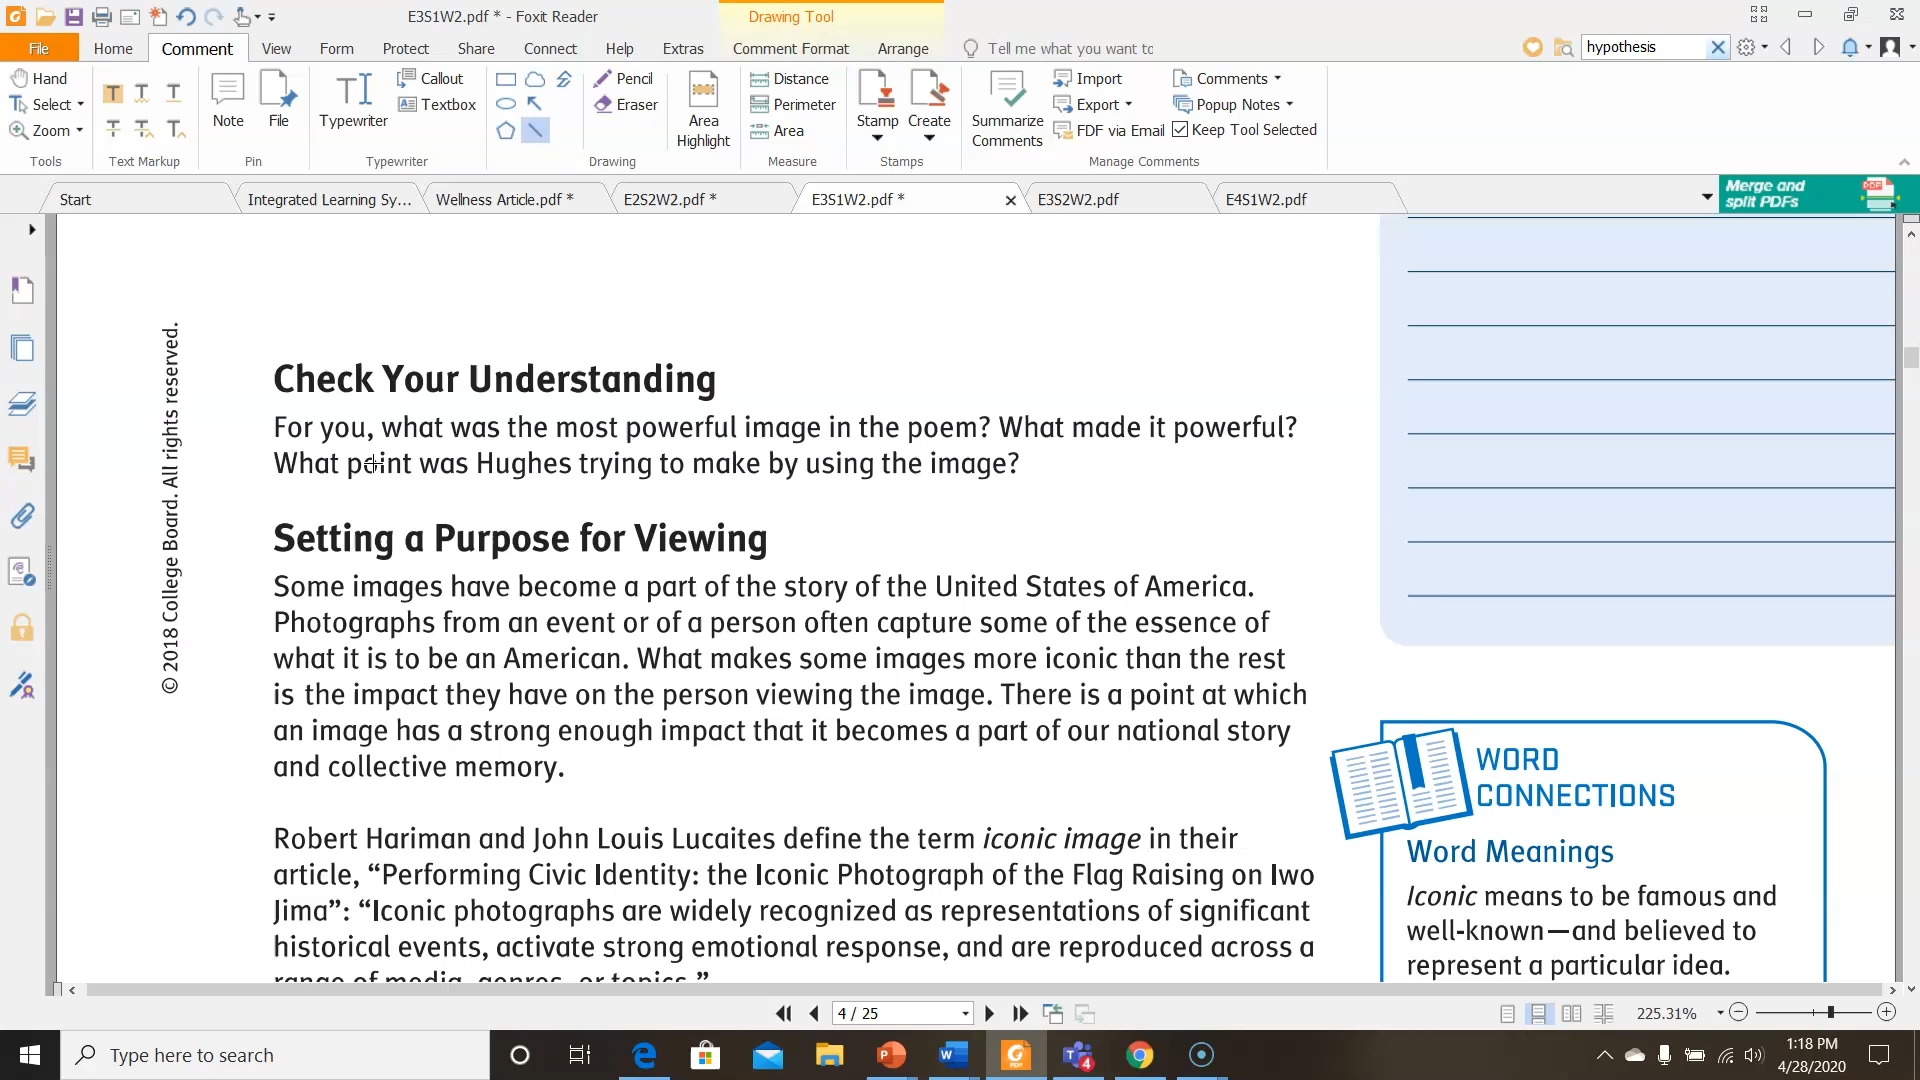 E3S1W2.pdf * - Foxit Reader
Drawing Tool
File Home Comment View Form Protect Share Connect Help Extras Comment Format Arrange Tell me what you want to hypothesis
Hand
Select
Zoom
Tools
Text Markup
Note
File
Pin
Typewriter
Callout
Textbox
Typewriter
Drawing
Pencil
Eraser
Area
Highlight
Distance
Perimeter
Area
Measure
Stamp
Create
Stamps
Summarize
Comments
Import
Export
FDF via Email
Comments
Popup Notes
Keep Tool Selected
Manage Comments
Start Integrated Learning Sy... Wellness Article.pdf * E2S2W2.pdf * E3S1W2.pdf * E3S2W2.pdf E4S1W2.pdf
Merge and
split PDFs
© 2018 College Board. All rights reserved.
Check Your Understanding
For you, what was the most powerful image in the poem? What made it powerful?
What point was Hughes trying to make by using the image?
Setting a Purpose for Viewing
Some images have become a part of the story of the United States of America.
Photographs from an event or of a person often capture some of the essence of
what it is to be an American. What makes some images more iconic than the rest
is the impact they have on the person viewing the image. There is a point at which
an image has a strong enough impact that it becomes a part of our national story
and collective memory.
Robert Hariman and John Louis Lucaites define the term iconic image in their
article, “Performing Civic Identity: the Iconic Photograph of the Flag Raising on Iwo
Jima”: “Iconic photographs are widely recognized as representations of significant
historical events, activate strong emotional response, and are reproduced across a
range of media, genres, or topics.”
WORD
CONNECTIONS
Word Meanings
Iconic means to be famous and
well-known—and believed to
represent a particular idea.
4 / 25
225.31%
Type here to search
4
1:18 PM
4/28/2020